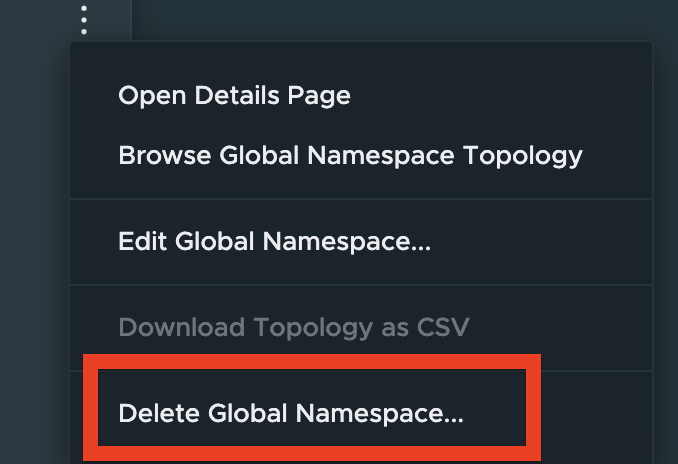 Open Details Page
Browse Global Namespace Topology
Edit Global Namespace...
Download Topology as CSV
Delete Global Namespace...